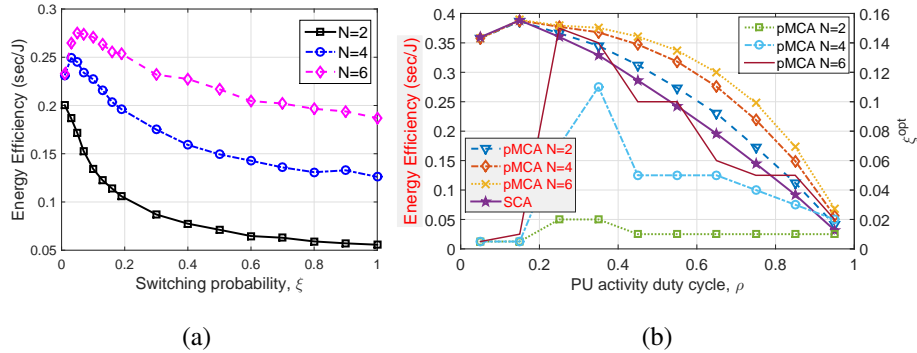 Energy Efficiency (sec/J)
0.3
0.25
0.2
0.15
0.1
0.05
0 0.2 0.4 0.6 0.8 1
Switching probability, ξ
N=2
N=4
N=6
(a)
Energy Efficiency (sec/J)
0.4
0.35
0.3
0.25
0.2
0.15
0.1
0.05
0
0 0.2 0.4 0.6 0.8 1
PU activity duty cycle, ρ
pMCA N=2
pMCA N=4
pMCA N=6
SCA
pMCA N=2
pMCA N=4
pMCA N=6
0.16
0.14
0.12
0.1
0.08
0.06
0.04
0.02
0
ξopt
(b)